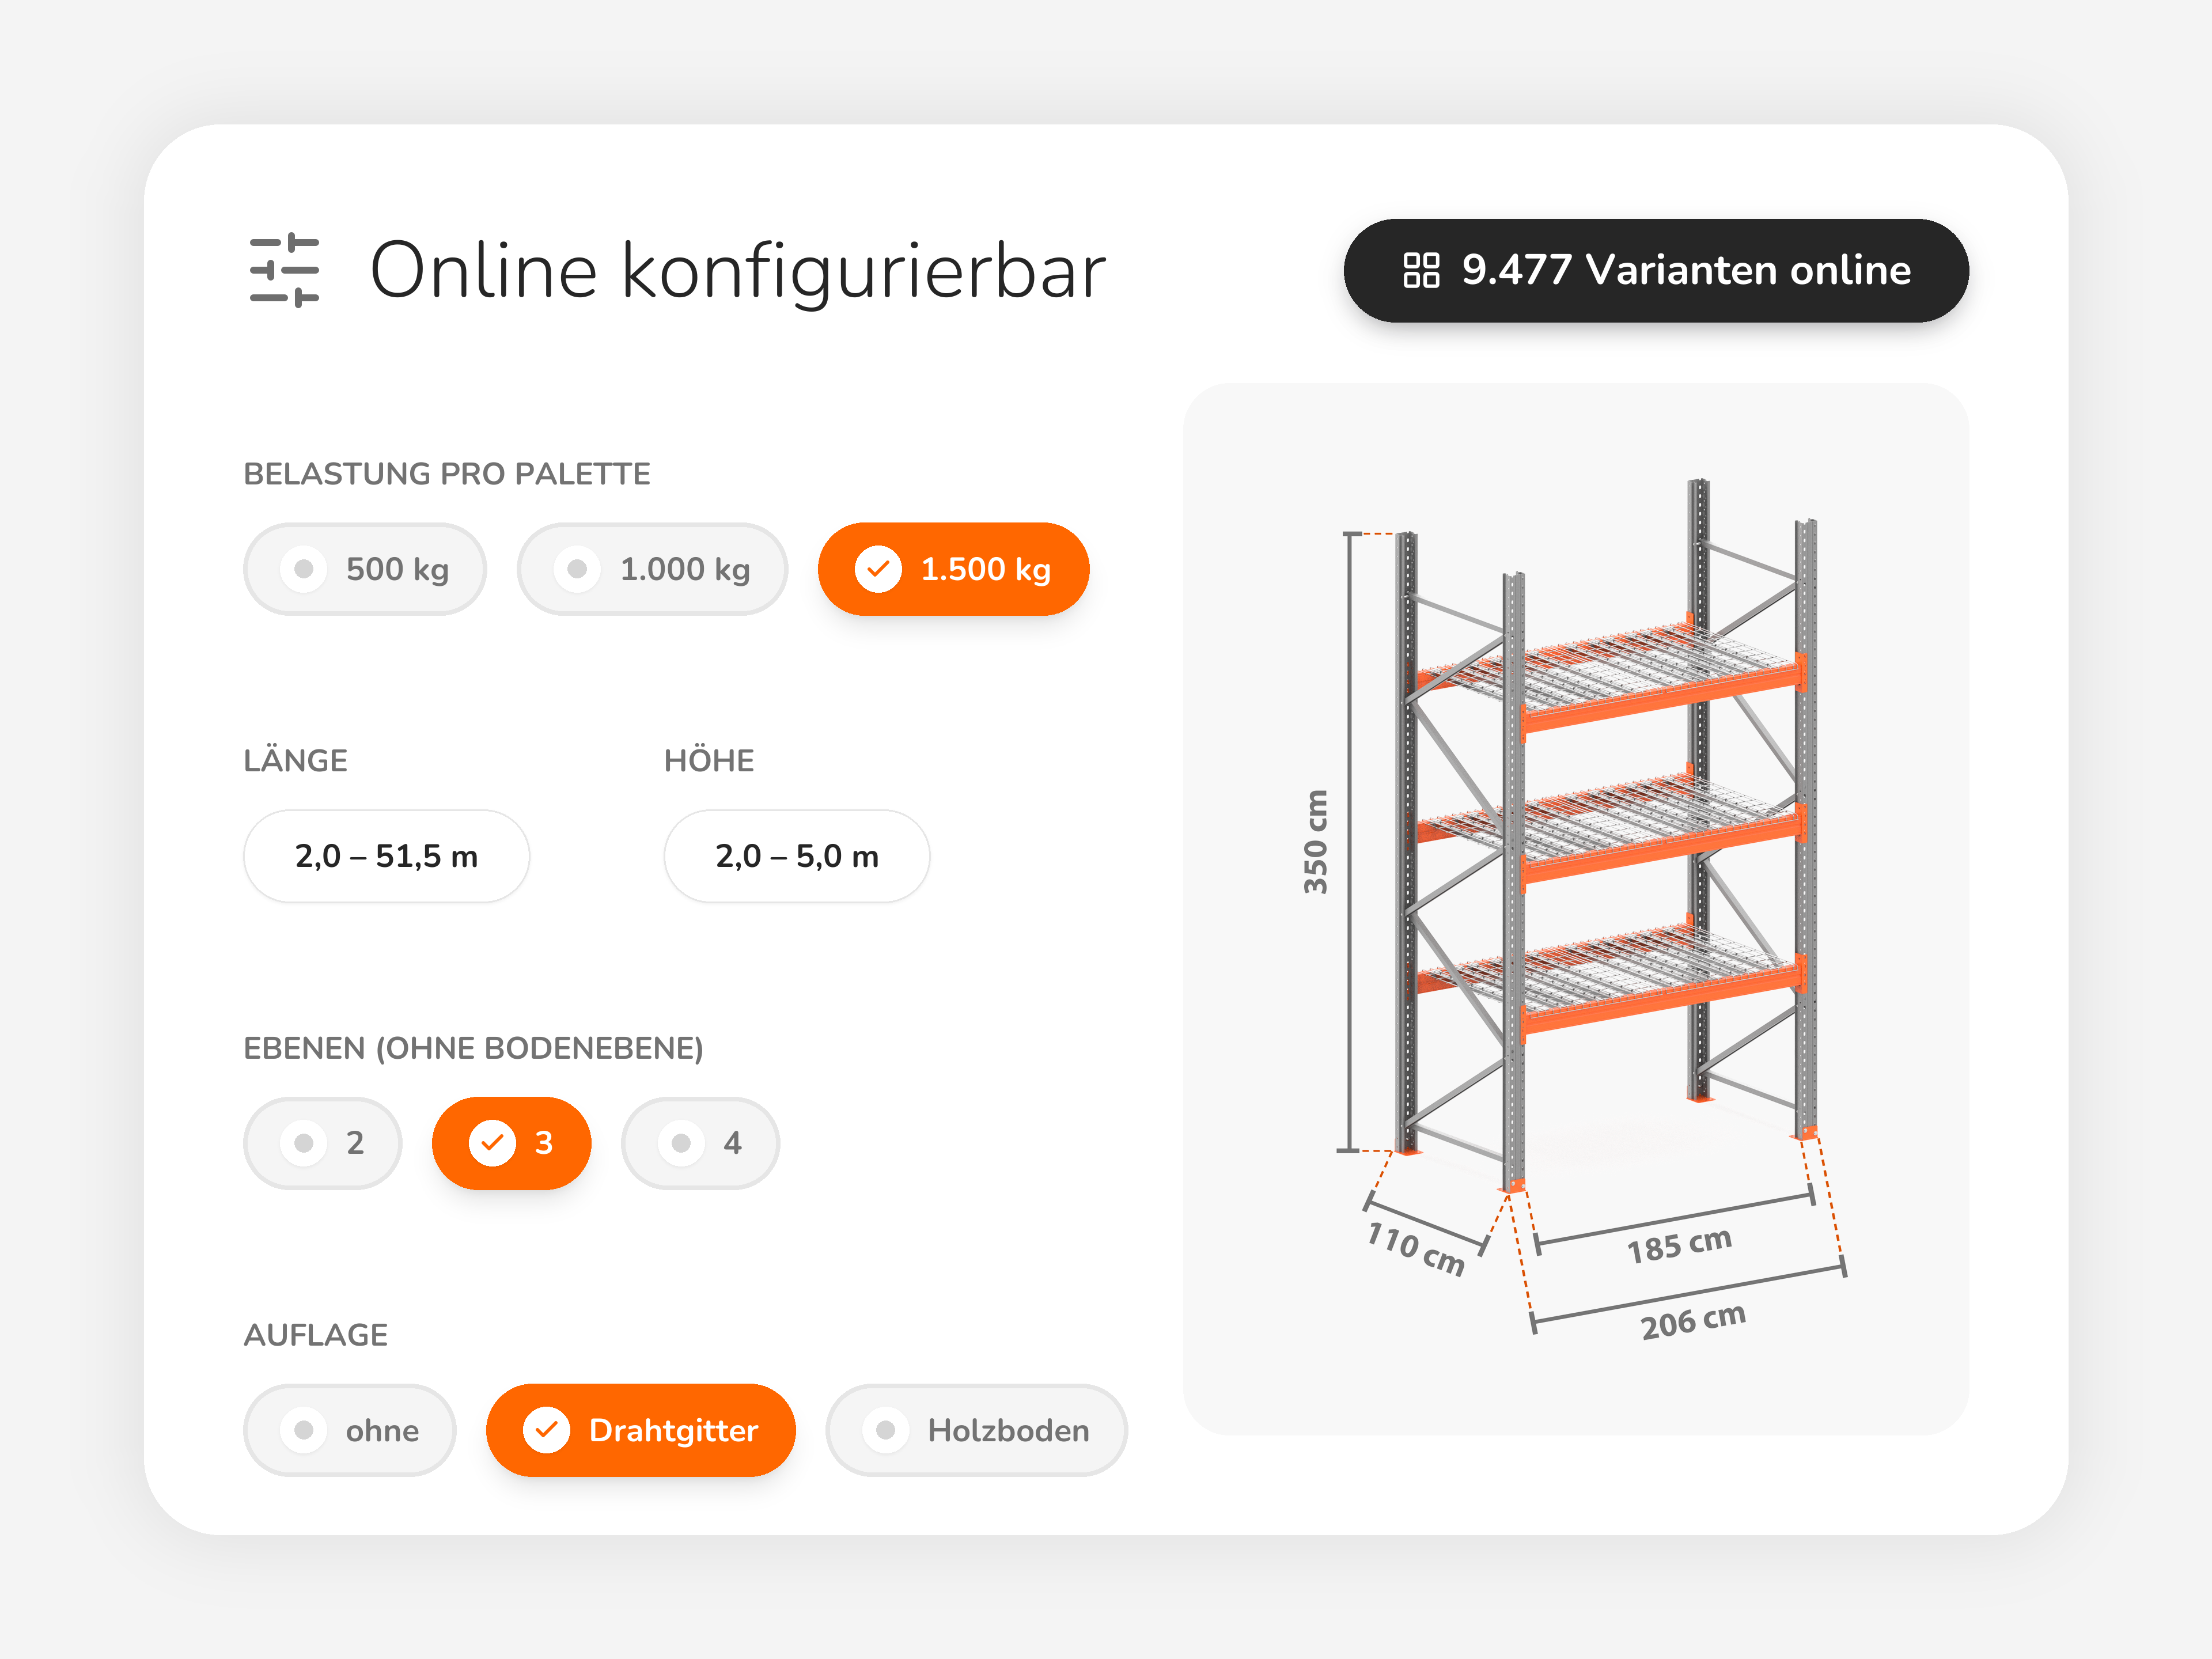 Online konfigurierbar
9.477 Varianten online
BELASTUNG PRO PALETTE
500 kg
1.000 kg
1.500 kg
LÄNGE
HÖHE
2,0 – 51,5 m
2,0 – 5,0 m
EBENEN (OHNE BODENEBENE)
2
3
4
AUFLAGE
ohne
Drahtgitter
Holzboden
350 cm
110 cm
185 cm
206 cm